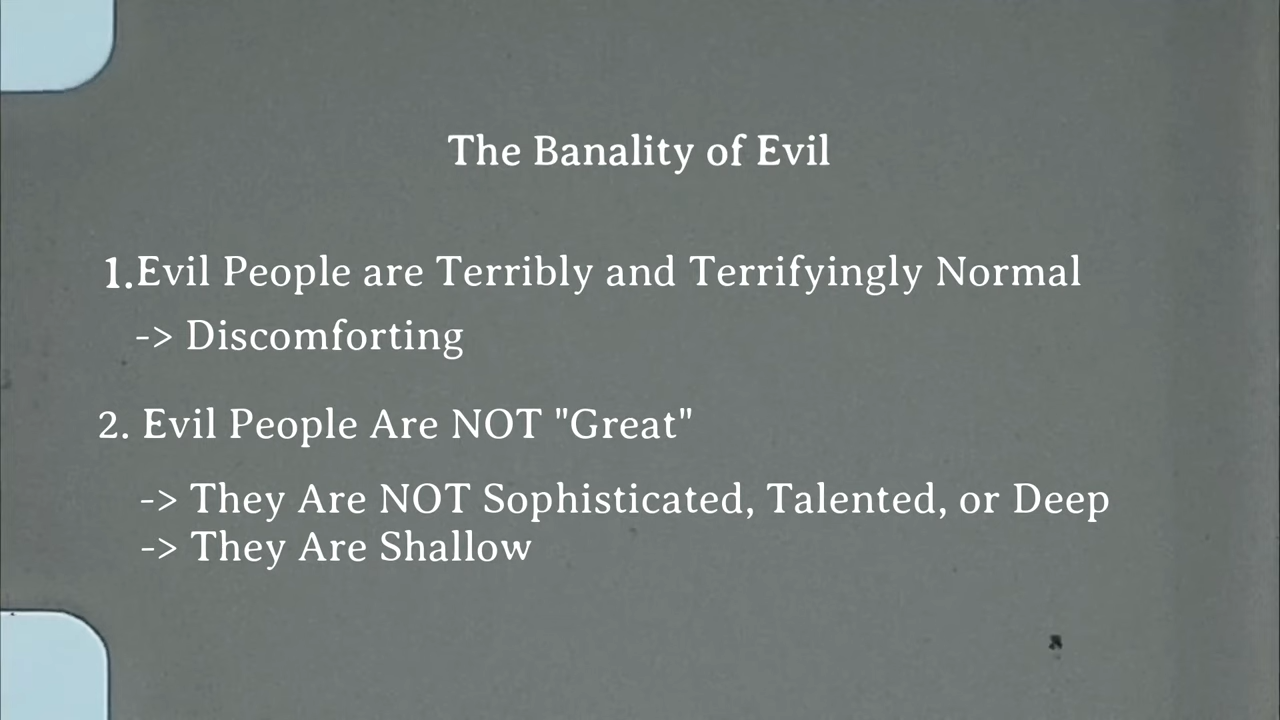 The Banality of Evil
1.Evil People are Terribly and Terrifyingly Normal
-> Discomforting
2. Evil People Are NOT "Great"
-> They Are NOT Sophisticated, Talented, or Deep
-> They Are Shallow